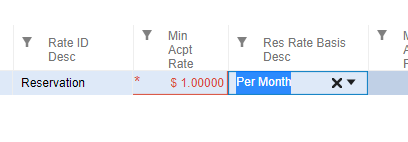 Rate ID
Desc
Min
Acpt
Rate
Res Rate Basis
Desc
Reservation
* $ 1.00000
Per Month